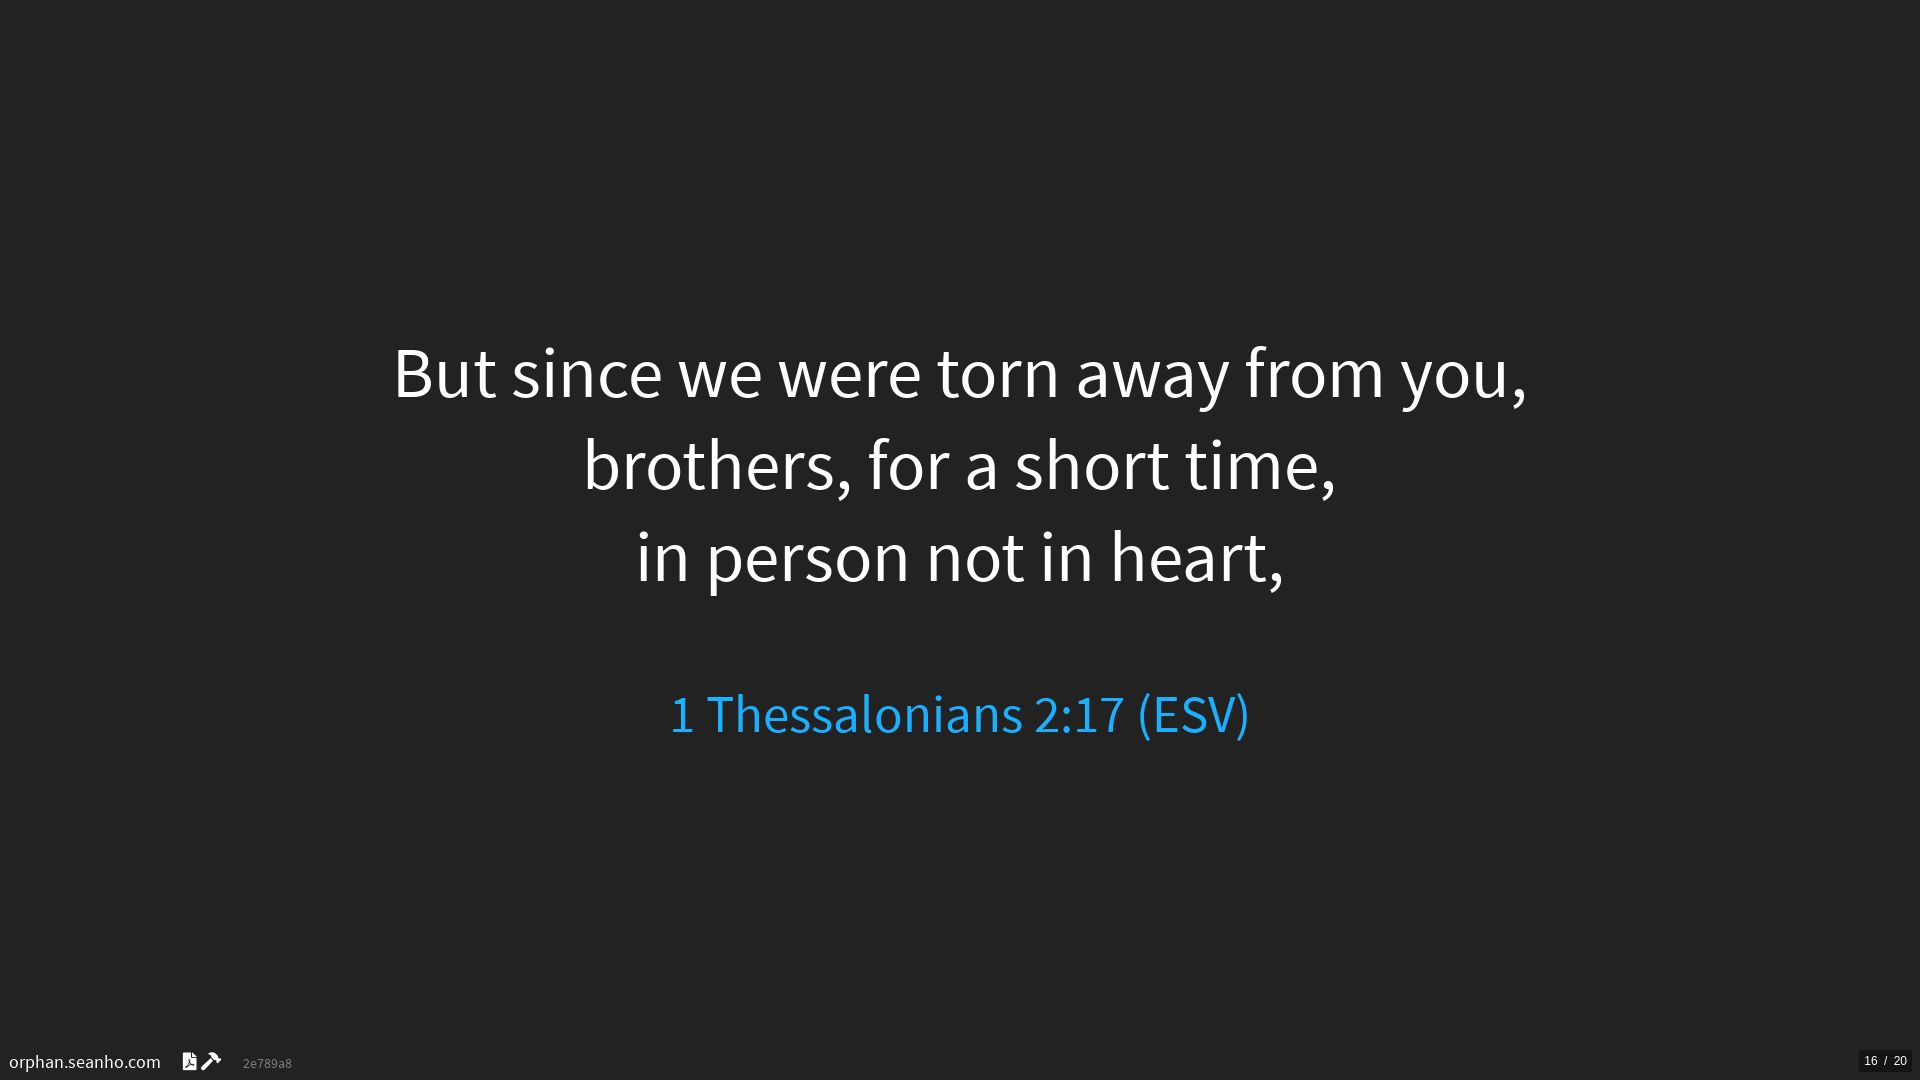 But since we were torn away from you,
brothers, for a short time,
in person not in heart,
1 Thessalonians 2:17 (ESV)
orphan.seanho.com
2e789a8
16 / 20